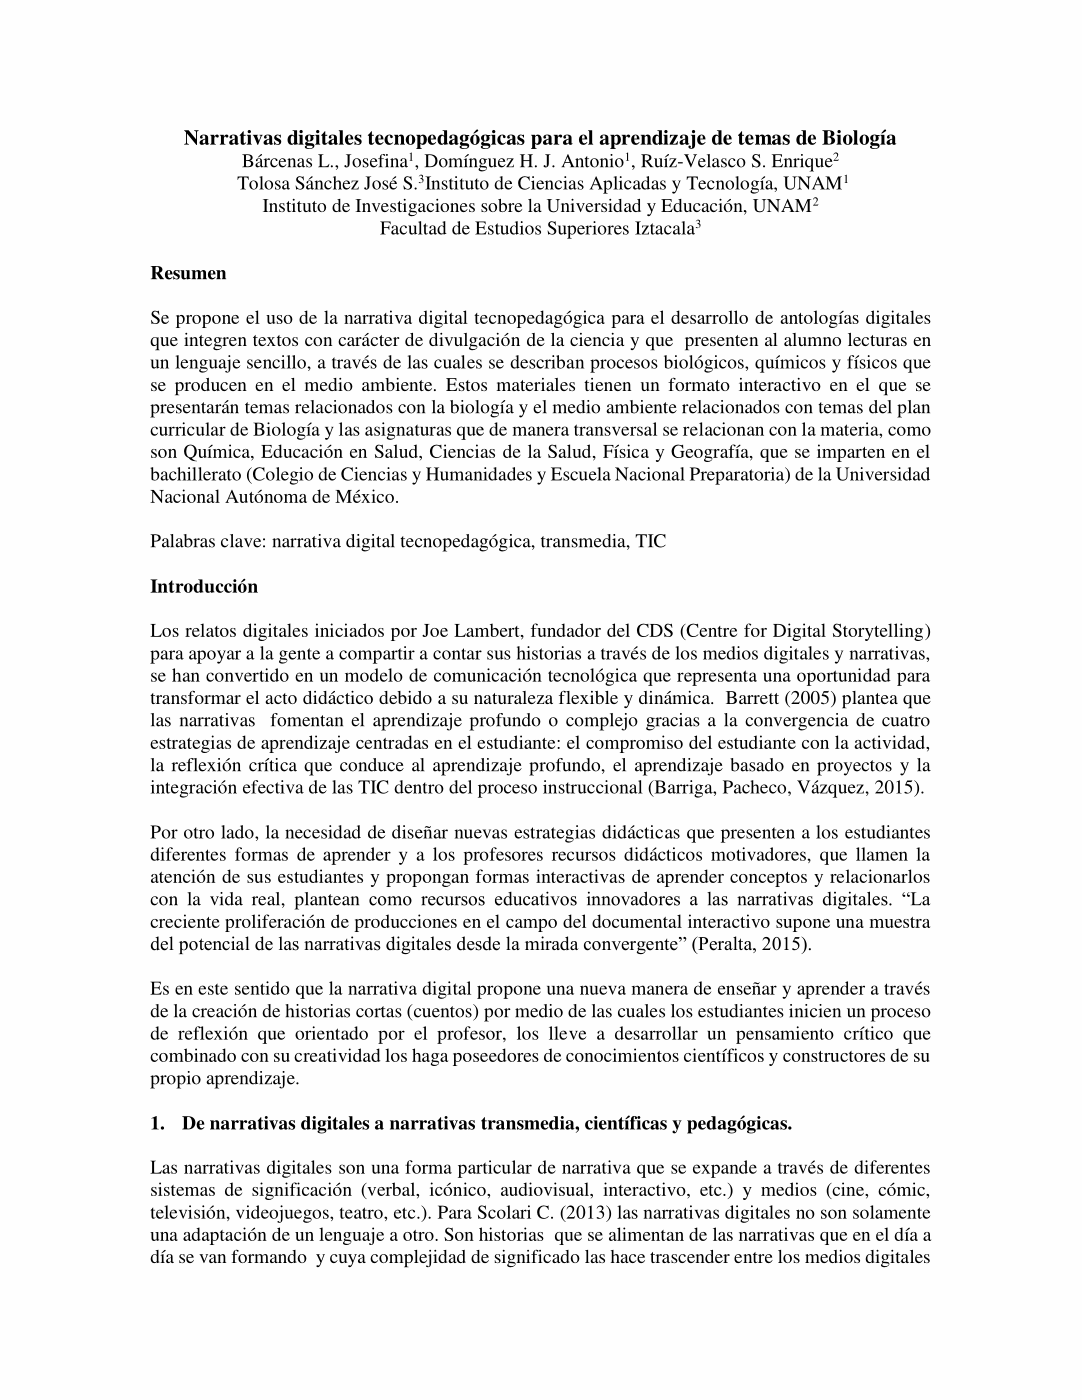 Narrativas digitales tecnopedagógicas para el aprendizaje de temas de Biología
Bárcenas L., Josefina¹, Domínguez H. J. Antonio¹, Ruíz-Velasco S. Enrique²
Tolosa Sánchez José S.³Instituto de Ciencias Aplicadas y Tecnología, UNAM¹
Instituto de Investigaciones sobre la Universidad y Educación, UNAM²
Facultad de Estudios Superiores Iztacala³
Resumen
Se propone el uso de la narrativa digital tecnopedagógica para el desarrollo de antologías digitales
que integren textos con carácter de divulgación de la ciencia y que presenten al alumno lecturas en
un lenguaje sencillo, a través de las cuales se describan procesos biológicos, químicos y físicos que
se producen en el medio ambiente. Estos materiales tienen un formato interactivo en el que se
presentarán temas relacionados con la biología y el medio ambiente relacionados con temas del plan
curricular de Biología y las asignaturas que de manera transversal se relacionan con la materia, como
son Química, Educación en Salud, Ciencias de la Salud, Física y Geografía, que se imparten en el
bachillerato (Colegio de Ciencias y Humanidades y Escuela Nacional Preparatoria) de la Universidad
Nacional Autónoma de México.
Palabras clave: narrativa digital tecnopedagógica, transmedia, TIC
Introducción
Los relatos digitales iniciados por Joe Lambert, fundador del CDS (Centre for Digital Storytelling)
para apoyar a la gente a compartir a contar sus historias a través de los medios digitales y narrativas,
se han convertido en un modelo de comunicación tecnológica que representa una oportunidad para
transformar el acto didáctico debido a su naturaleza flexible y dinámica. Barrett (2005) plantea que
las narrativas fomentan el aprendizaje profundo o complejo gracias a la convergencia de cuatro
estrategias de aprendizaje centradas en el estudiante: el compromiso del estudiante con la actividad,
la reflexión crítica que conduce al aprendizaje profundo, el aprendizaje basado en proyectos y la
integración efectiva de las TIC dentro del proceso instruccional (Barriga, Pacheco, Vázquez, 2015).
Por otro lado, la necesidad de diseñar nuevas estrategias didácticas que presenten a los estudiantes
diferentes formas de aprender y a los profesores recursos didácticos motivadores, que llamen la
atención de sus estudiantes y propongan formas interactivas de aprender conceptos y relacionarlos
con la vida real, plantean como recursos educativos innovadores a las narrativas digitales. “La
creciente proliferación de producciones en el campo del documental interactivo supone una muestra
del potencial de las narrativas digitales desde la mirada convergente” (Peralta, 2015).
Es en este sentido que la narrativa digital propone una nueva manera de enseñar y aprender a través
de la creación de historias cortas (cuentos) por medio de las cuales los estudiantes inicien un proceso
de reflexión que orientado por el profesor, los lleve a desarrollar un pensamiento crítico que
combinado con su creatividad los haga poseedores de conocimientos científicos y constructores de su
propio aprendizaje.
1. De narrativas digitales a narrativas transmedia, científicas y pedagógicas.
Las narrativas digitales son una forma particular de narrativa que se expande a través de diferentes
sistemas de significación (verbal, icónico, audiovisual, interactivo, etc.) y medios (cine, cómic,
televisión, videojuegos, teatro, etc.). Para Scolari C. (2013) las narrativas digitales no son solamente
una adaptación de un lenguaje a otro. Son historias que se alimentan de las narrativas que en el día a
día se van formando y cuya complejidad de significado las hace trascender entre los medios digitales